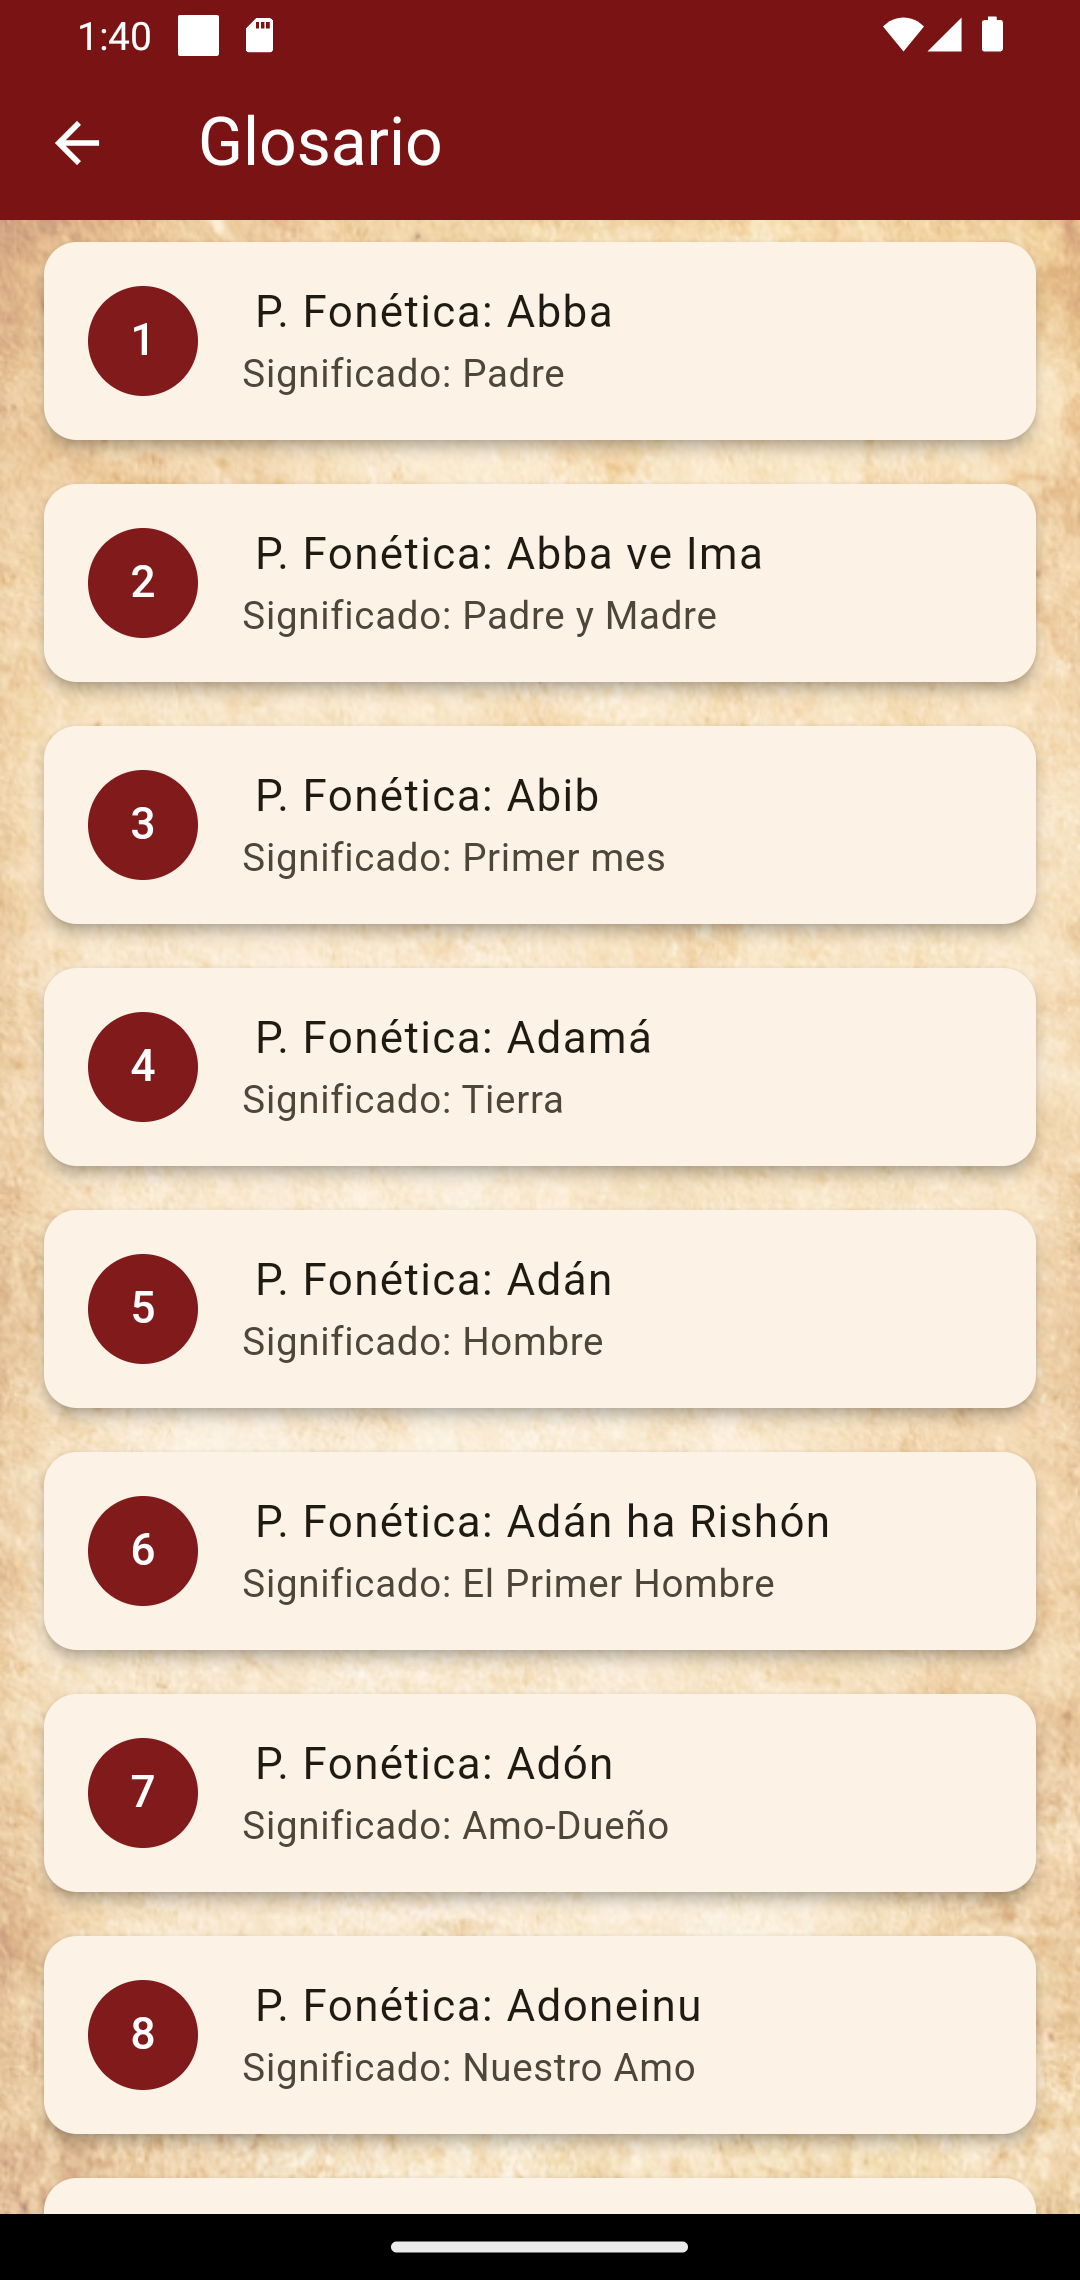 1:40
Glosario
1
P. Fonética: Abba
Significado: Padre
2
P. Fonética: Abba ve Ima
Significado: Padre y Madre
3
P. Fonética: Abib
Significado: Primer mes
4
P. Fonética: Adamá
Significado: Tierra
5
P. Fonética: Adán
Significado: Hombre
6
P. Fonética: Adán ha Rishón
Significado: El Primer Hombre
7
P. Fonética: Adón
Significado: Amo-Dueño
8
P. Fonética: Adoneinu
Significado: Nuestro Amo